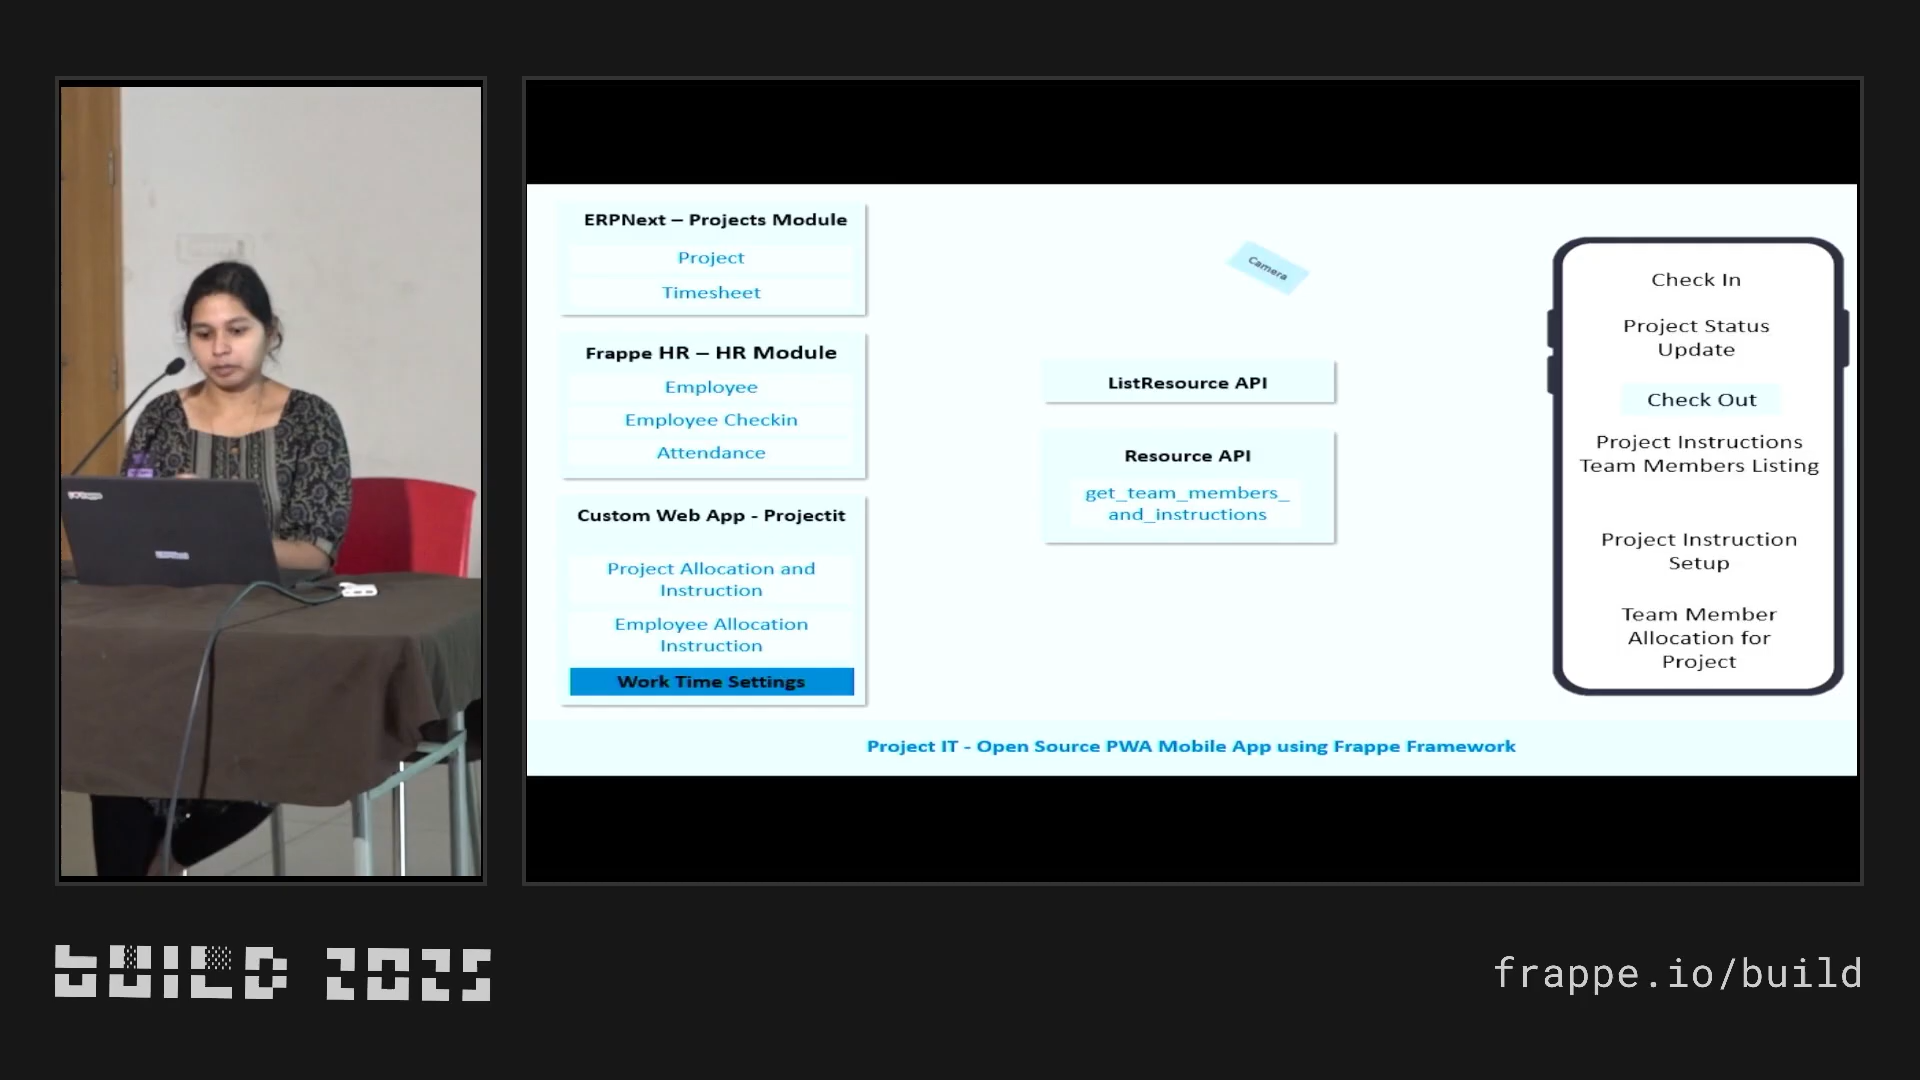 ERPNext – Projects Module
Project
Timesheet
Frappe HR – HR Module
Employee
Employee Checkin
Attendance
Custom Web App - Projectit
Project Allocation and
Instruction
Employee Allocation
Instruction
Work Time Settings
Camera
ListResource API
Resource API
get_team_members_
and_instructions
Check In
Project Status
Update
Check Out
Project Instructions
Team Members Listing
Project Instruction
Setup
Team Member
Allocation for
Project
Project IT - Open Source PWA Mobile App using Frappe Framework
BUILD 2025
frappe.io/build